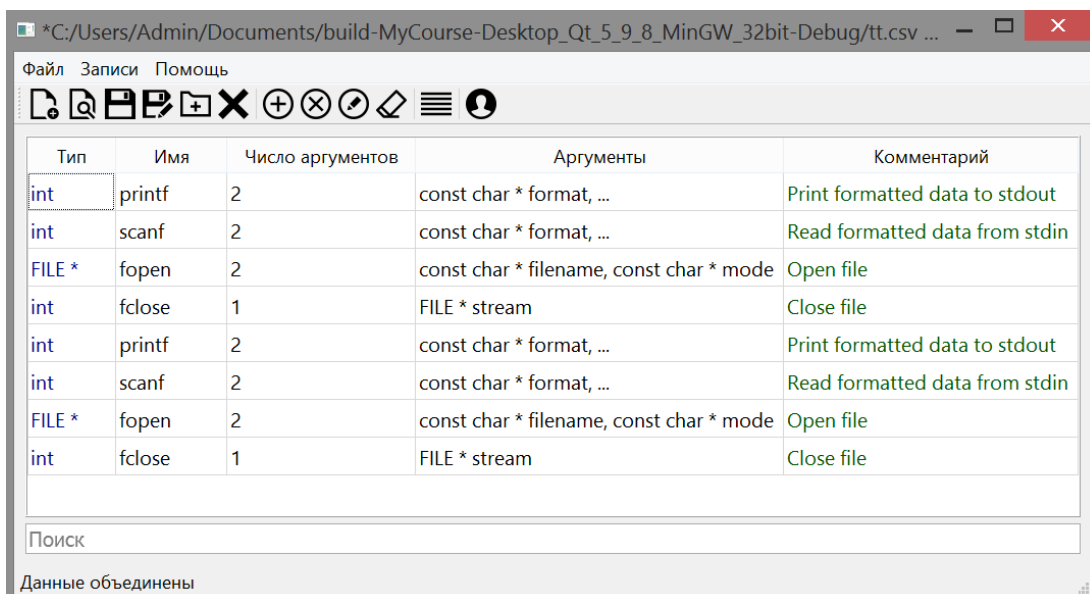 *C:/Users/Admin/Documents/build-MyCourse-Desktop_Qt_5_9_8_MinGW_32bit-Debug/tt.csv ...
Файл Записи Помощь
Тип Имя Число аргументов Аргументы Комментарий
int printf 2 const char * format, ... Print formatted data to stdout
int scanf 2 const char * format, ... Read formatted data from stdin
FILE * fopen 2 const char * filename, const char * mode Open file
int fclose 1 FILE * stream Close file
int printf 2 const char * format, ... Print formatted data to stdout
int scanf 2 const char * format, ... Read formatted data from stdin
FILE * fopen 2 const char * filename, const char * mode Open file
int fclose 1 FILE * stream Close file
Поиск
Данные объединены